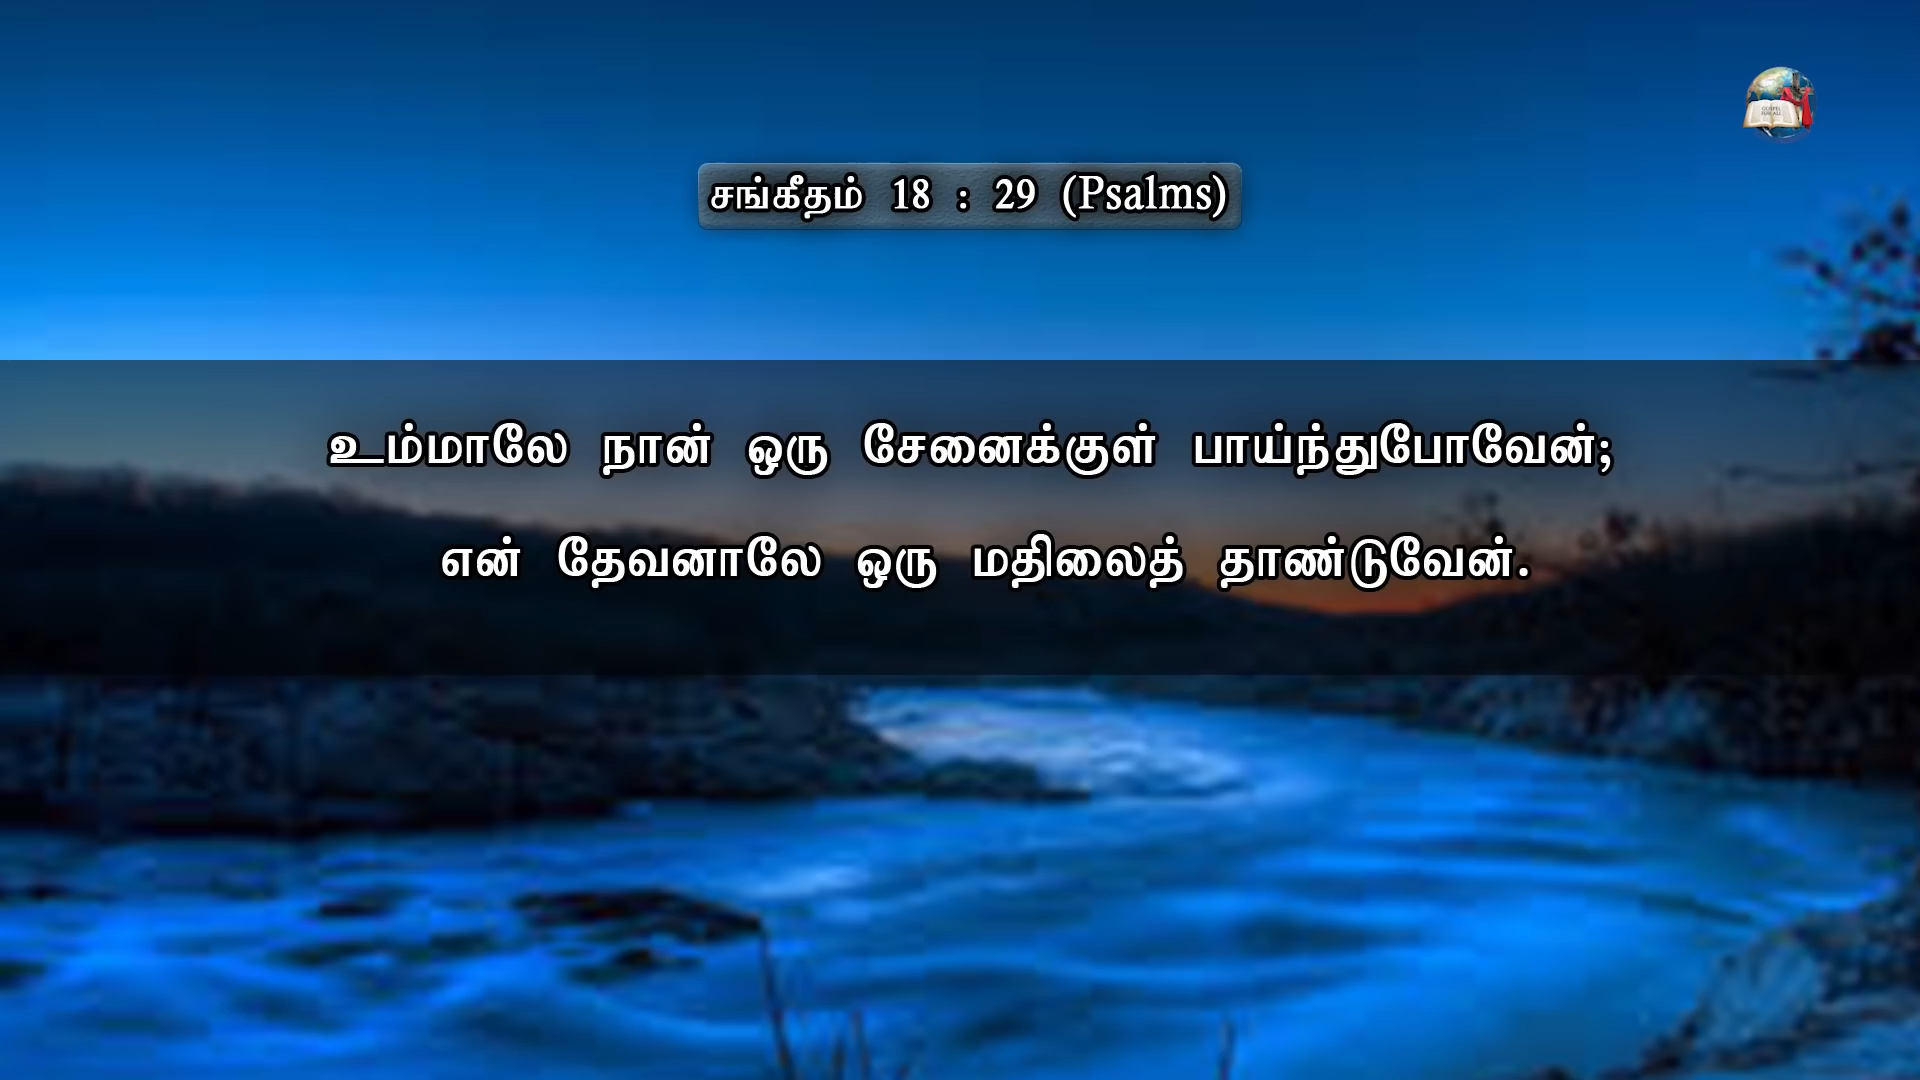 சங்கீதம் 18 : 29 (Psalms)
உம்மாலே நான் ஒரு சேனைக்குள் பாய்ந்துபோவேன்;
என் தேவனாலே ஒரு மதிலைத் தாண்டுவேன்.